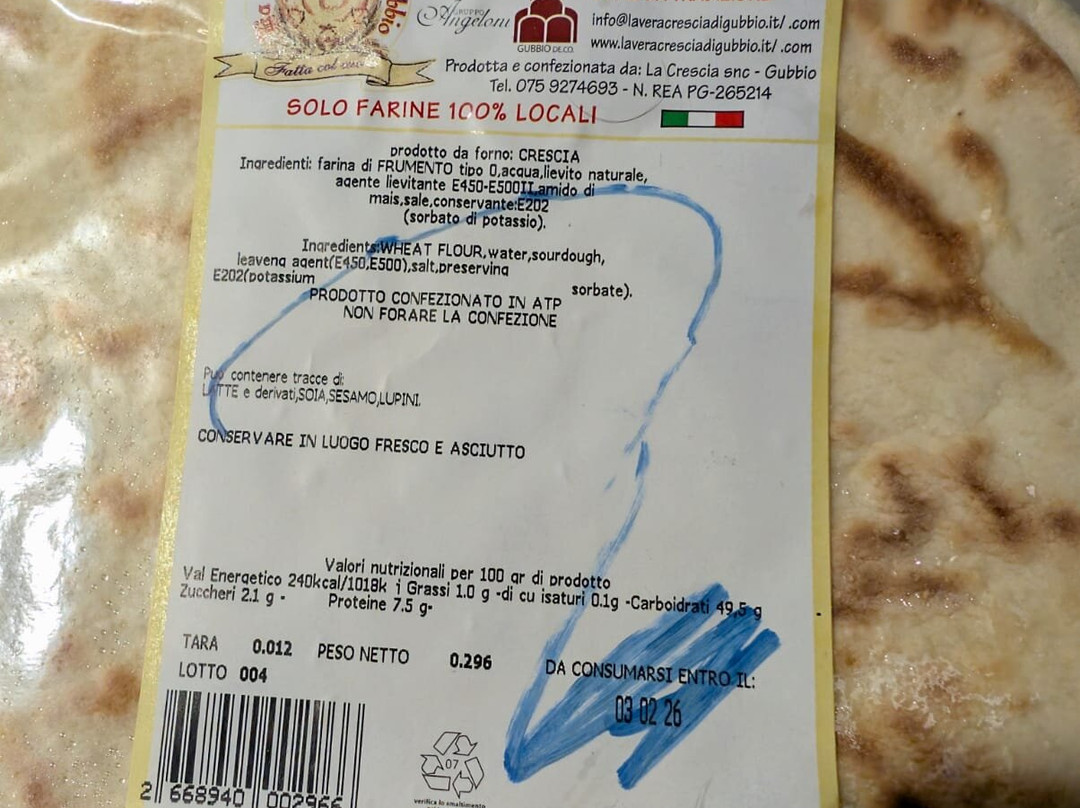 GRUPPO
Angeloni
GUBBIO DE.CO.
info@laveracresciadigubbio.it/ .com
www.laveracresciadigubbio.it/ .com
Fatta col
Prodotta e confezionata da: La Crescia snc - Gubbio
Tel. 075 9274693 - N. REA PG-265214
SOLO FARINE 100% LOCALI
prodotto da forno: CRESCIA
Ingredienti: farina di FRUMENTO tipo 0,acqua,lievito naturale,
agente lievitante E450-E500II,amido di
mais,sale,conservante:E202
(sorbato di potassio).
Ingredients:WHEAT FLOUR,water,sourdough,
leaveng agent(E450,E500),salt,preserving
E202(potassium
sorbate).
PRODOTTO CONFEZIONATO IN ATP
NON FORARE LA CONFEZIONE
Può contenere tracce di:
LATTE e derivati,SOIA,SESAMO,LUPINI.
CONSERVARE IN LUOGO FRESCO E ASCIUTTO
Valori nutrizionali per 100 gr di prodotto
Val Energetico 240kcal/1018k j Grassi 1.0 g -di cu isaturi 0.1g -Carboidrati 49,5 g
Zuccheri 2.1 g - Proteine 7.5 g-
TARA 0.012 PESO NETTO 0.296
LOTTO 004
DA CONSUMARSI ENTRO IL:
03 02 26
07
verifica lo smaltimento
2 668940 002966